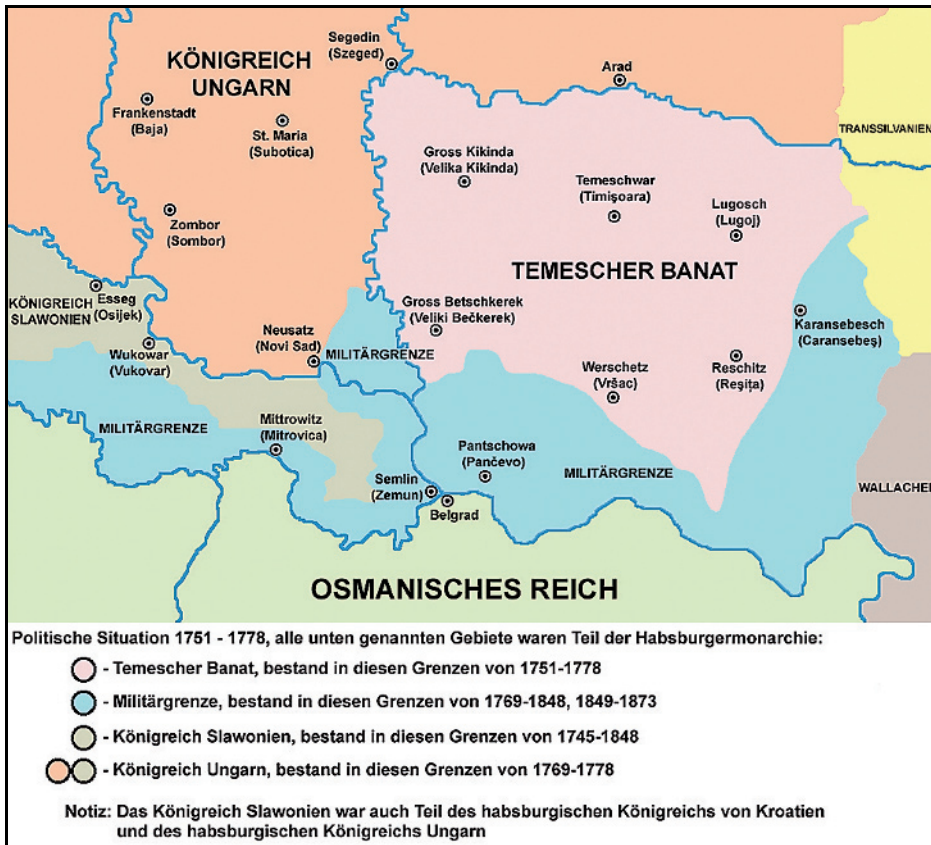 Segedin
(Szeged)
KÖNIGREICH
UNGARN
Arad
Frankenstadt
(Baja)
St. Maria
(Subotica)
TRANSSILVANIEN
Gross Kikinda
(Velika Kikinda)
Temeschwar
(Timişoara)
Lugosch
(Lugoj)
Zombor
(Sombor)
TEMESCHER BANAT
KÖNIGREICH
SLAWONIEN
Esseg
(Osijek)
Gross Betschkerek
(Veliki Bečkerek)
Karansebesch
(Caransebeş)
Wukowar
(Vukovar)
Neusatz
(Novi Sad)
MILITÄRGRENZE
Werschetz
(Vršac)
Reschitz
(Reşiţa)
MILITÄRGRENZE
Mittrowitz
(Mitrovica)
Pantschowa
(Pančevo)
MILITÄRGRENZE
Semlin
(Zemun)
Belgrad
WALLACHEI
OSMANISCHES REICH
Politische Situation 1751 - 1778, alle unten genannten Gebiete waren Teil der Habsburgermonarchie:
- Temescher Banat, bestand in diesen Grenzen von 1751-1778
- Militärgrenze, bestand in diesen Grenzen von 1769-1848, 1849-1873
- Königreich Slawonien, bestand in diesen Grenzen von 1745-1848
- Königreich Ungarn, bestand in diesen Grenzen von 1769-1778
Notiz: Das Königreich Slawonien war auch Teil des habsburgischen Königreichs von Kroatien
und des habsburgischen Königreichs Ungarn